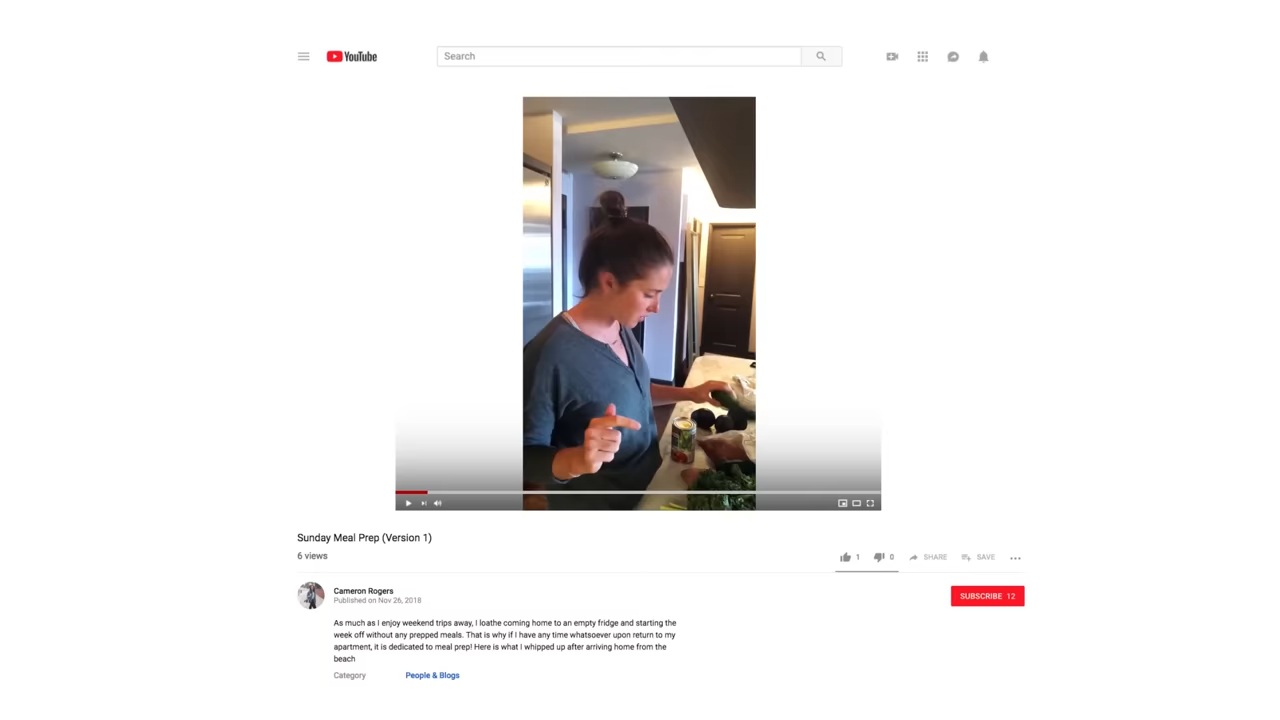 YouTube
Search
Sunday Meal Prep (Version 1)
6 views
1
0
SHARE
SAVE
Cameron Rogers
Published on Nov 26, 2018
SUBSCRIBE 12
As much as I enjoy weekend trips away, I loathe coming home to an empty fridge and starting the
week off without any prepped meals. That is why if I have any time whatsoever upon return to my
apartment, it is dedicated to meal prep! Here is what I whipped up after arriving home from the
beach
Category
People & Blogs